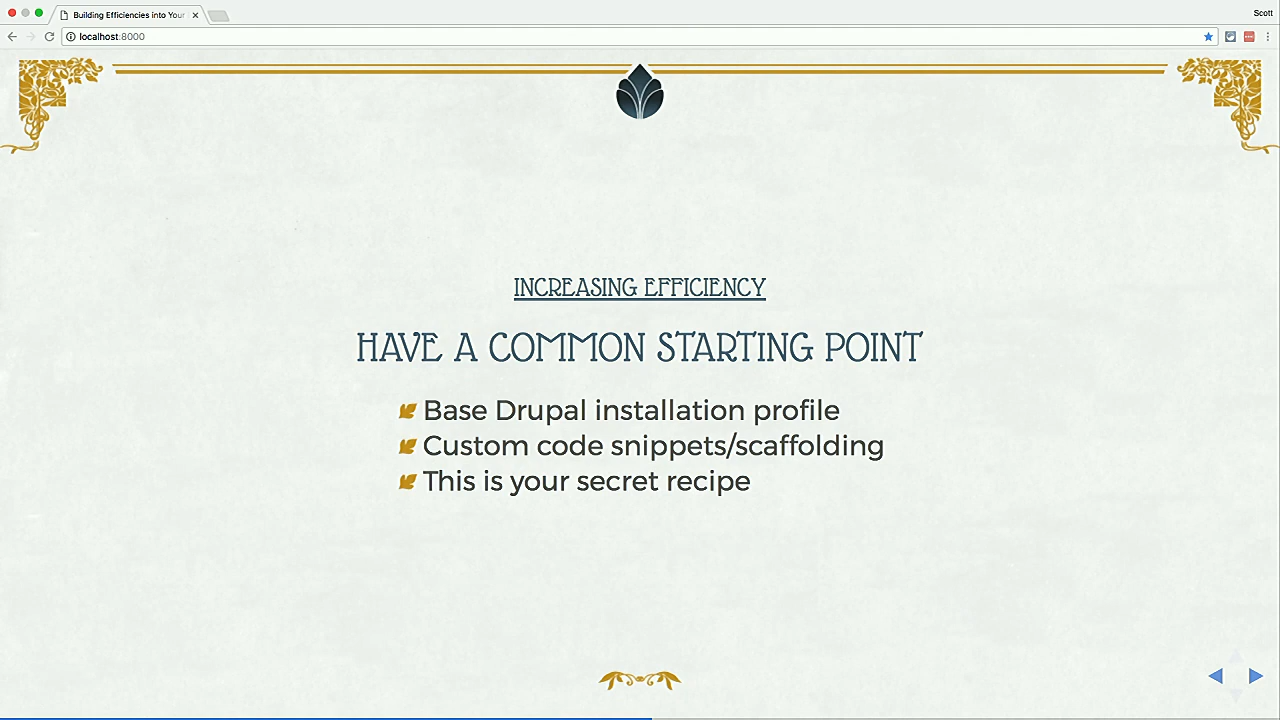 Building Efficiencies into Your
Scott
localhost:8000
INCREASING EFFICIENCY
HAVE A COMMON STARTING POINT
Base Drupal installation profile
Custom code snippets/scaffolding
This is your secret recipe